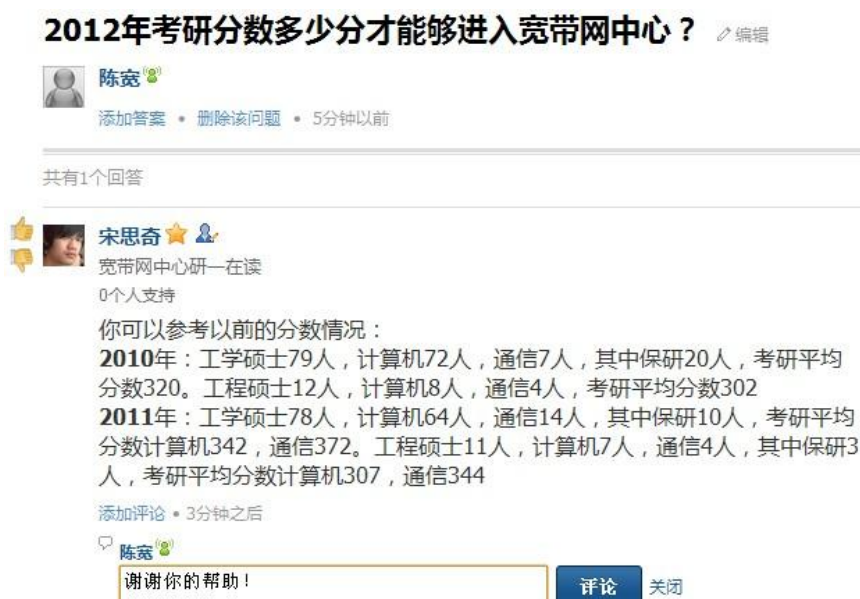 2012年考研分数多少分才能够进入宽带网中心？ 编辑
陈宽
添加答案 • 删除该问题 • 5分钟以前
共有1个回答
宋思奇
宽带网中心研一在读
0个人支持
你可以参考以前的分数情况：
2010年：工学硕士79人，计算机72人，通信7人，其中保研20人，考研平均
分数320。工程硕士12人，计算机8人，通信4人，考研平均分数302
2011年：工学硕士78人，计算机64人，通信14人，其中保研10人，考研平均
分数计算机342，通信372。工程硕士11人，计算机7人，通信4人，其中保研3
人，考研平均分数计算机307，通信344
添加评论 • 3分钟之后
陈宽
谢谢你的帮助！ 评论 关闭